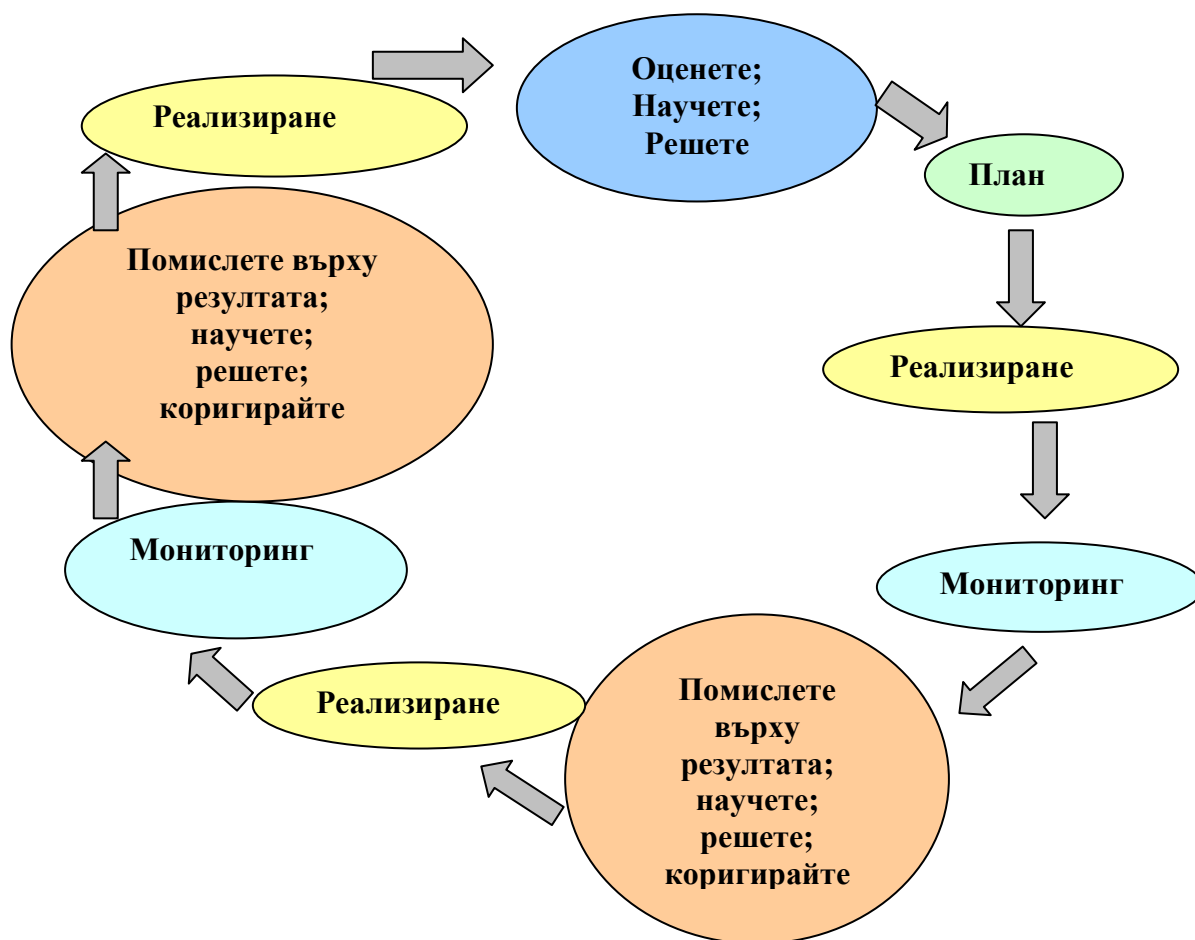 Оценете;
Научете;
Решете
План
Реализиране
Мониторинг
Помислете
върху
резултата;
научете;
решете;
коригирайте
Реализиране
Мониторинг
Помислете върху
резултата;
научете;
решете;
коригирайте
Реализиране